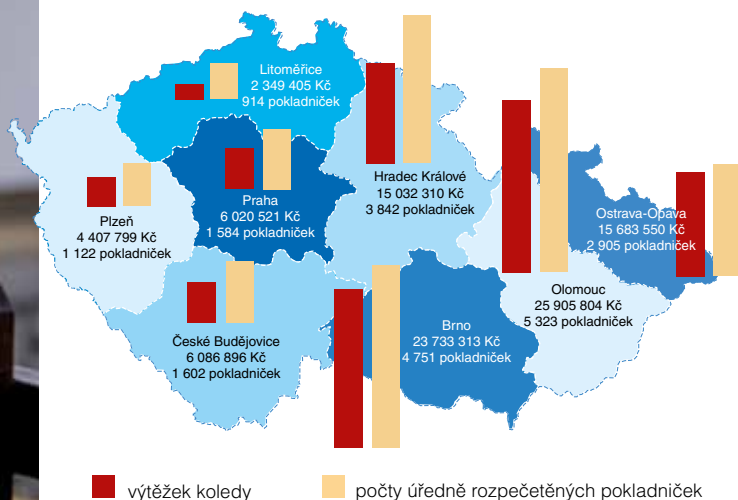 Litoměřice
2 349 405 Kč
914 pokladniček
Hradec Králové
15 032 310 Kč
3 842 pokladniček
Praha
6 020 521 Kč
1 584 pokladniček
Plzeň
4 407 799 Kč
1 122 pokladniček
Ostrava-Opava
15 683 550 Kč
2 905 pokladniček
Olomouc
25 905 804 Kč
5 323 pokladniček
Brno
23 733 313 Kč
4 751 pokladniček
České Budějovice
6 086 896 Kč
1 602 pokladniček
výtěžek koledy
počty úředně rozpečetěných pokladniček